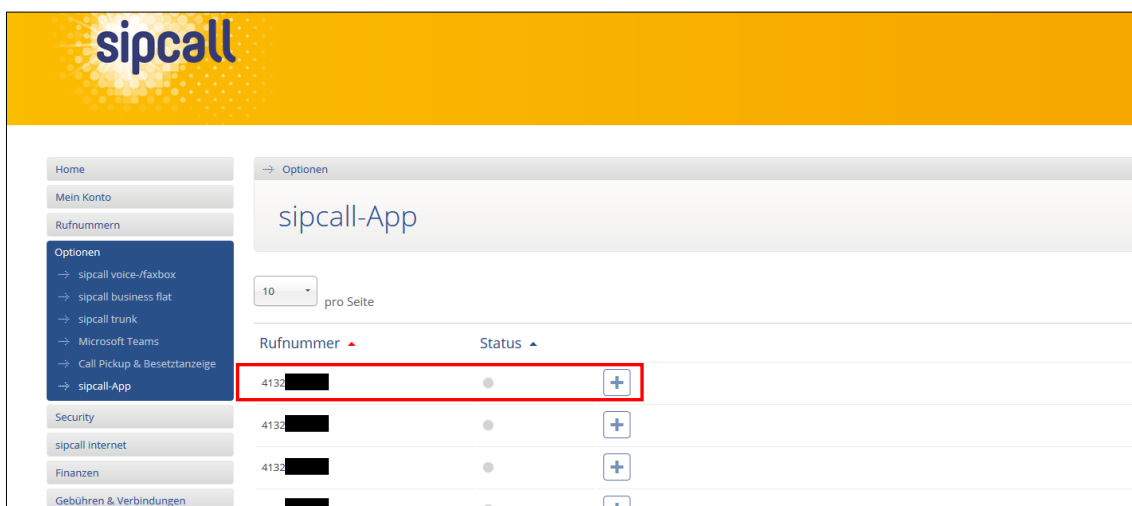 sipcall
Home
Mein Konto
Rufnummern
Optionen
sipcall voice-/faxbox
sipcall business flat
sipcall trunk
Microsoft Teams
Call Pickup & Besetztanzeige
sipcall-App
Security
sipcall internet
Finanzen
Gebühren & Verbindungen
Optionen
sipcall-App
10 pro Seite
Rufnummer Status
4132
4132
4132